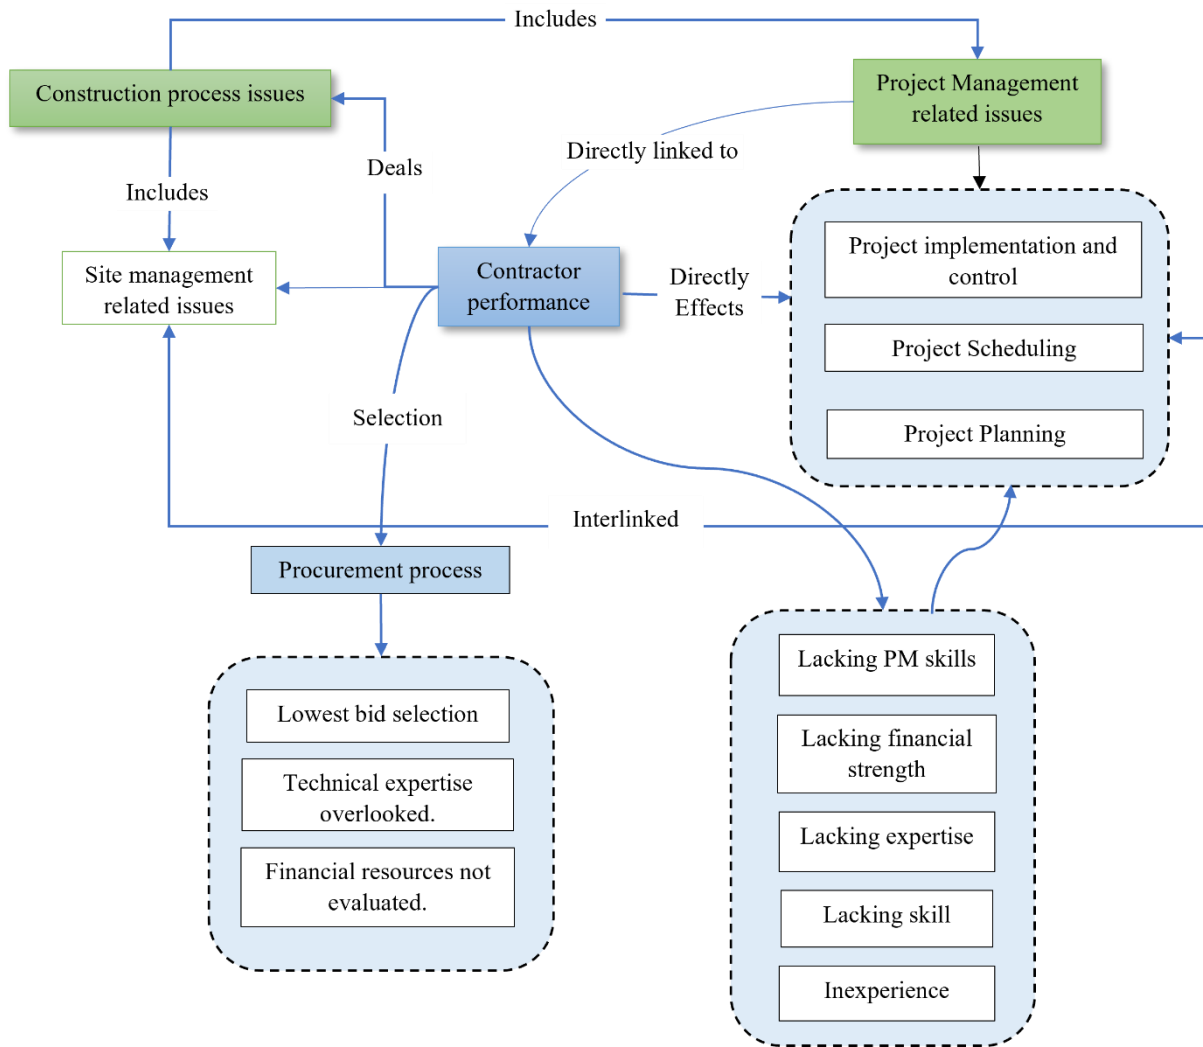 Includes
Construction process issues
Project Management
related issues
Deals
Directly linked to
Includes
Site management
related issues
Contractor
performance
Directly
Effects
Project implementation and
control
Project Scheduling
Project Planning
Selection
Interlinked
Procurement process
Lowest bid selection
Technical expertise
overlooked.
Financial resources not
evaluated.
Lacking PM skills
Lacking financial
strength
Lacking expertise
Lacking skill
Inexperience